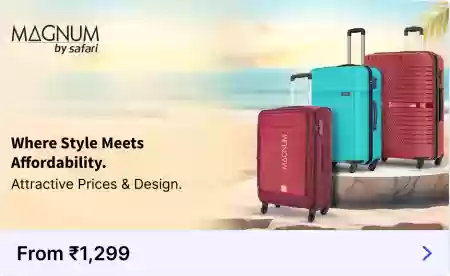 MAGNUM
by safari
Where Style Meets
Affordability.
Attractive Prices & Design.
MAGNUM
From ₹1,299